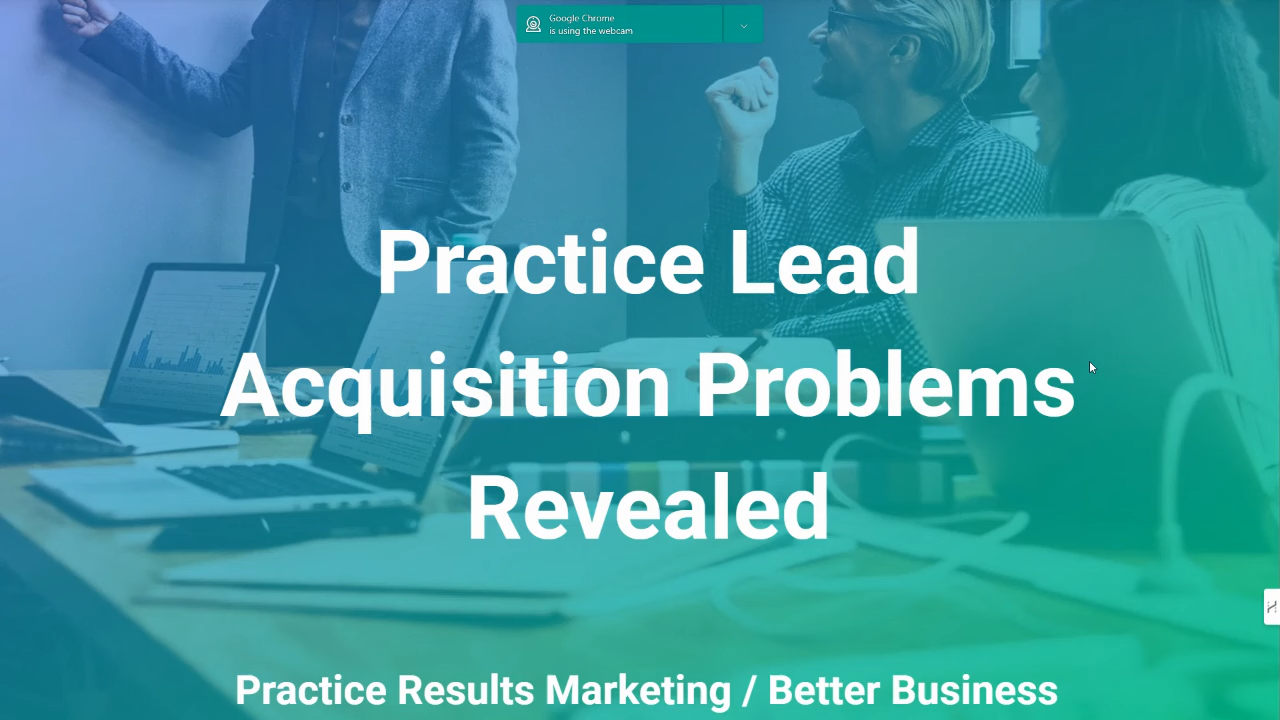 Google Chrome
is using the webcam
Practice Lead
Acquisition Problems
Revealed
Practice Results Marketing / Better Business